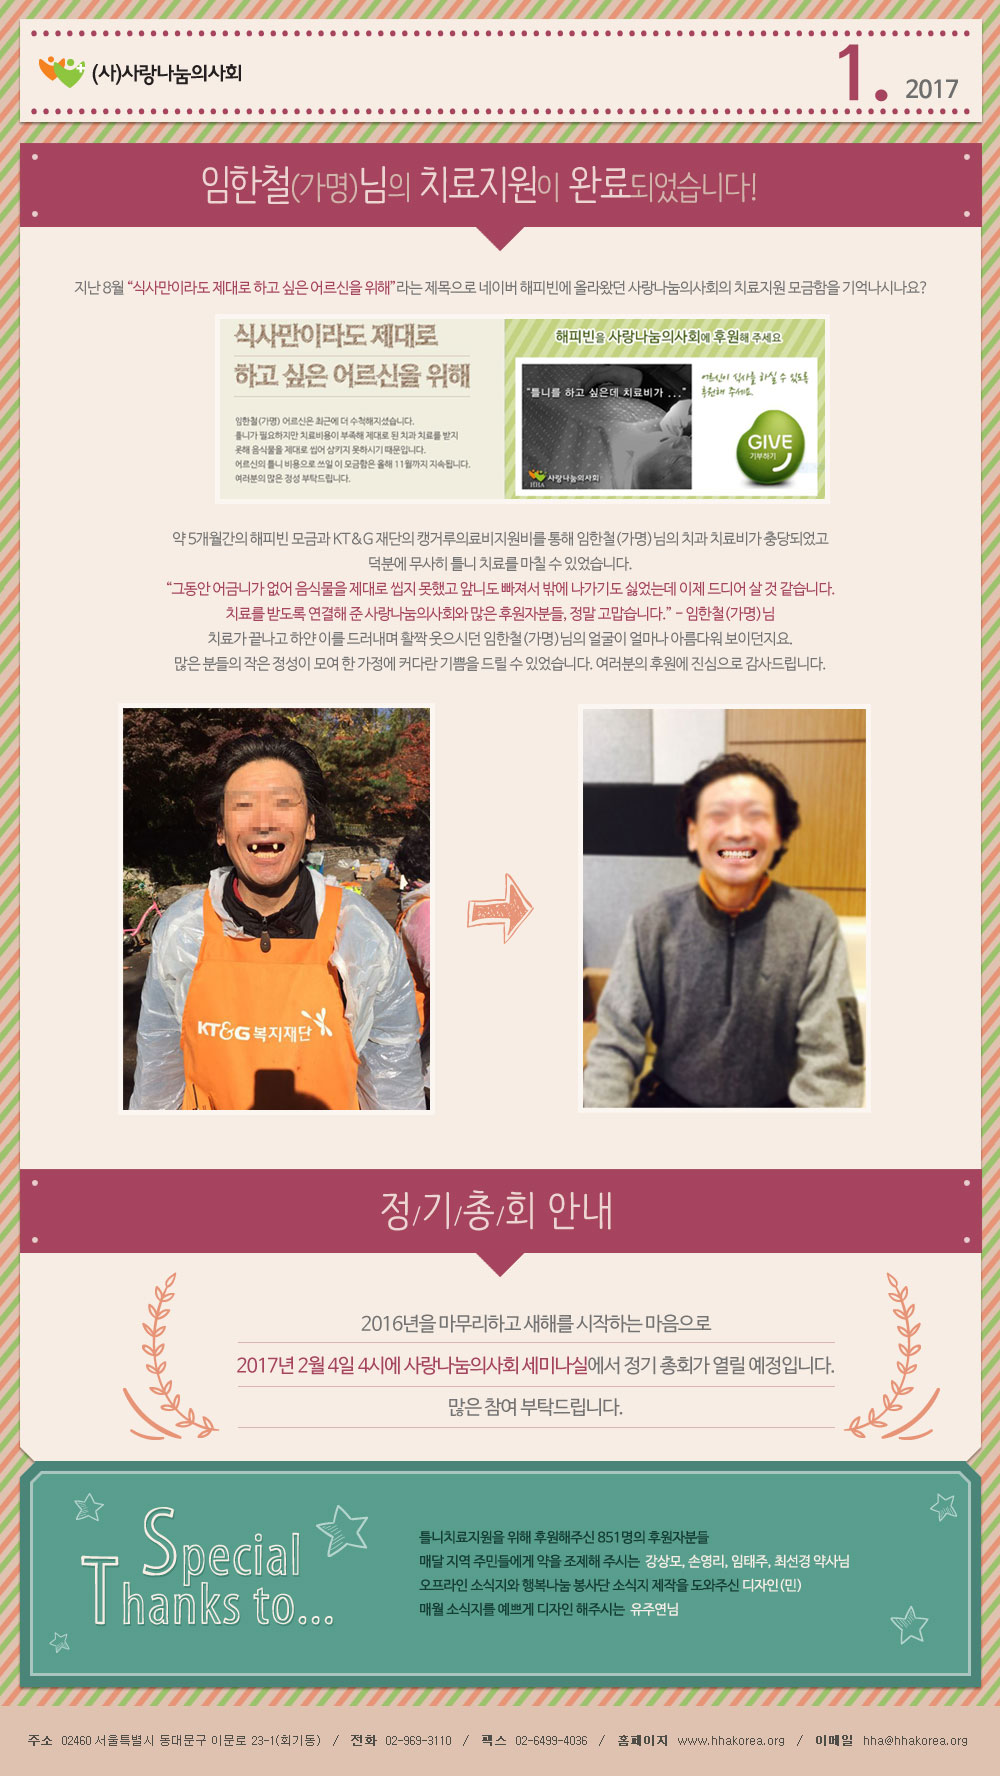 (사)사랑나눔의사회
1. 2017
임한철(가명)님의 치료지원이 완료되었습니다!
지난 8월 “식사만이라도 제대로 하고 싶은 어르신을 위해”라는 제목으로 네이버 해피빈에 올라왔던 사랑나눔의사회의 치료지원 모금함을 기억나시나요?
식사만이라도 제대로
하고 싶은 어르신을 위해
임한철(가명) 어르신은 최근에 더 수척해지셨습니다.
틀니가 필요하지만 치료비용이 부족해 제대로 된 치과 치료를 받지
못해 음식물을 제대로 씹어 삼키지 못하시기 때문입니다.
어르신의 틀니 비용으로 쓰일 이 모금함은 올해 11월까지 지속됩니다.
여러분의 많은 정성 부탁드립니다.
해피빈을 사랑나눔의사회에 후원해 주세요
“틀니를 하고 싶은데 치료비가 ...”
HHA 사랑나눔의사회
어르신이 식사를 하실 수 있도록
후원해 주세요.
GIVE
기부하기
약 5개월간의 해피빈 모금과 KT&G 재단의 캥거루의료비지원비를 통해 임한철(가명)님의 치과 치료비가 충당되었고
덕분에 무사히 틀니 치료를 마칠 수 있었습니다.
“그동안 어금니가 없어 음식물을 제대로 씹지 못했고 앞니도 빠져서 밖에 나가기도 싫었는데 이제 드디어 살 것 같습니다.
치료를 받도록 연결해 준 사랑나눔의사회와 많은 후원자분들, 정말 고맙습니다.” - 임한철(가명)님
치료가 끝나고 하얀 이를 드러내며 활짝 웃으시던 임한철(가명)님의 얼굴이 얼마나 아름다워 보이던지요.
많은 분들의 작은 정성이 모여 한 가정에 커다란 기쁨을 드릴 수 있었습니다. 여러분의 후원에 진심으로 감사드립니다.
KT&G 복지재단
정/기/총/회 안내
2016년을 마무리하고 새해를 시작하는 마음으로
2017년 2월 4일 4시에 사랑나눔의사회 세미나실에서 정기 총회가 열릴 예정입니다.
많은 참여 부탁드립니다.
Special
Thanks to...
틀니치료지원을 위해 후원해주신 851명의 후원자분들
매달 지역 주민들에게 약을 조제해 주시는 강상모, 손영리, 임태주, 최선경 약사님
오프라인 소식지와 행복나눔 봉사단 소식지 제작을 도와주신 디자인(민)
매월 소식지를 예쁘게 디자인 해주시는 유주연님
주소 02460 서울특별시 동대문구 이문로 23-1(회기동) / 전화 02-969-3110 / 팩스 02-6499-4036 / 홈페이지 www.hhakorea.org / 이메일 hha@hhakorea.org